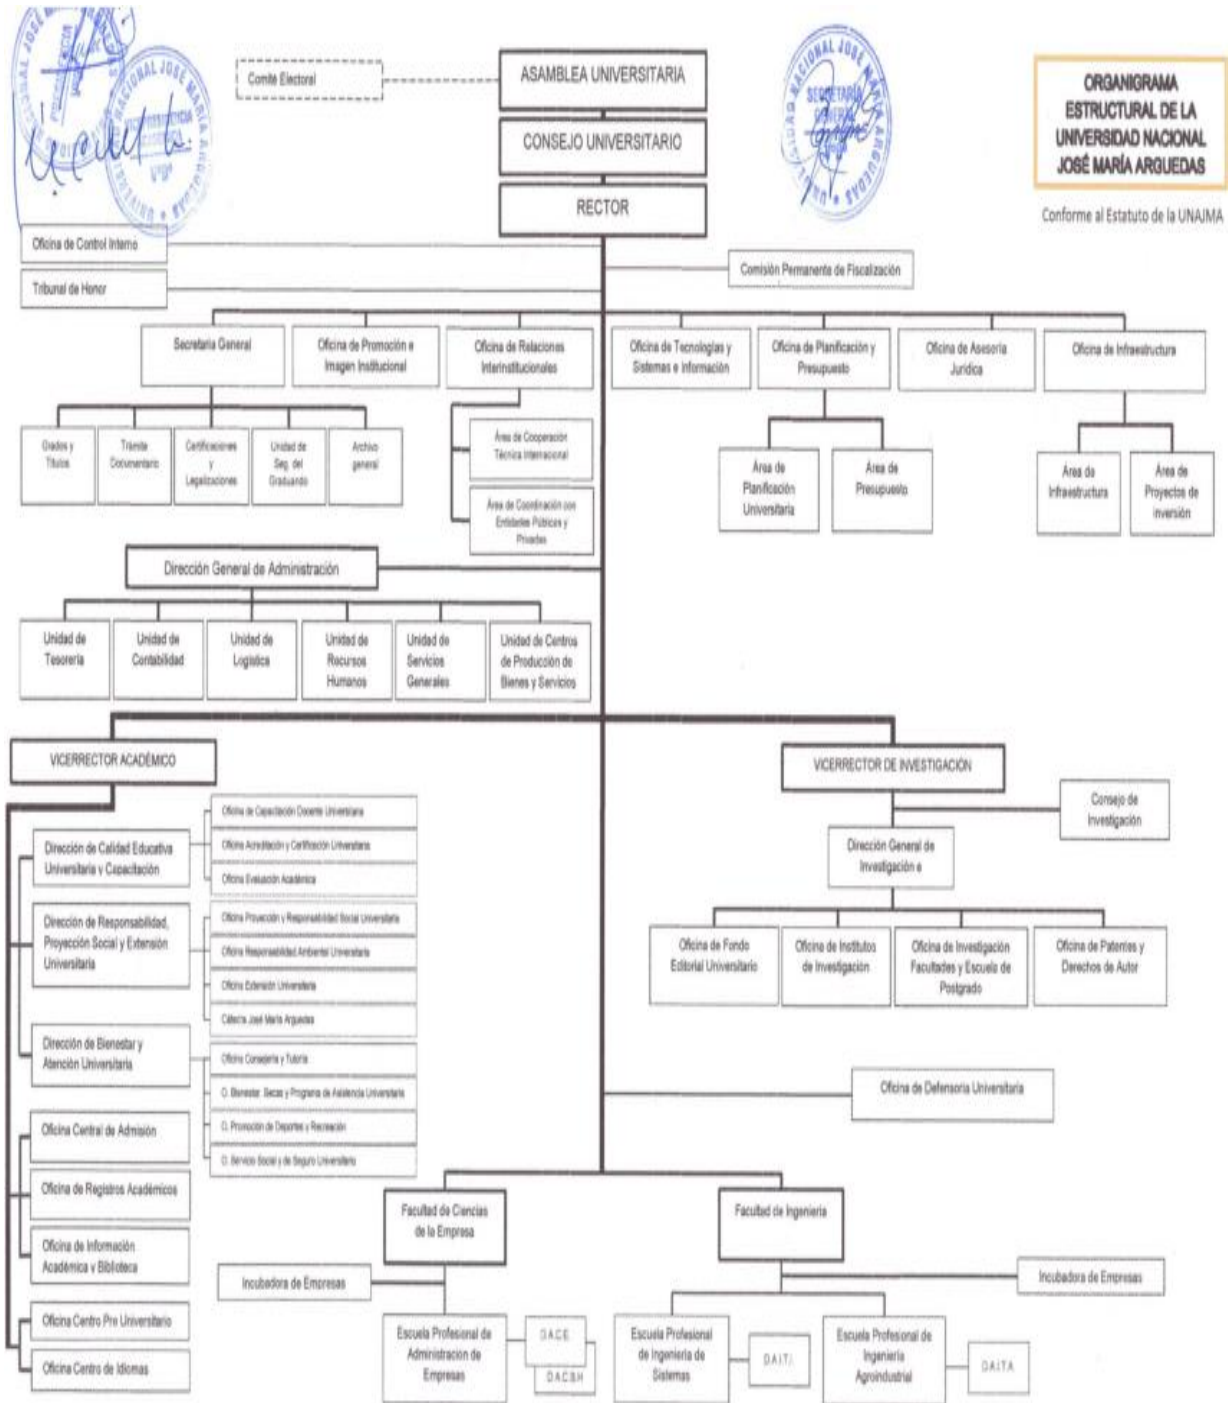 Comité Electoral
ASAMBLEA UNIVERSITARIA
CONSEJO UNIVERSITARIO
RECTOR
SECRETARÍA
GENERAL
ORGANIGRAMA
ESTRUCTURAL DE LA
UNIVERSIDAD NACIONAL
JOSÉ MARÍA ARGUEDAS
Conforme al Estatuto de la UNAJMA
Oficina de Control Interno
Tribunal de Honor
Comisión Permanente de Fiscalización
Secretaria General
Oficina de Promoción e
Imagen Institucional
Oficina de Relaciones
Interinstitucionales
Oficina de Tecnologías y
Sistemas e Información
Oficina de Planificación y
Presupuesto
Oficina de Asesoría
Jurídica
Oficina de Infraestructura
Grados y
Títulos
Trámite
Documentario
Certificaciones
y
Legalizaciones
Unidad de
Seg. del
Graduando
Archivo
general
Área de Cooperación
Técnica Internacional
Área de Coordinación con
Entidades Públicas y
Privadas
Área de
Planificación
Universitaria
Área de
Presupuesto
Área de
Infraestructura
Área de
Proyectos de
inversión
Dirección General de Administración
Unidad de
Tesorería
Unidad de
Contabilidad
Unidad de
Logística
Unidad de
Recursos
Humanos
Unidad de
Servicios
Generales
Unidad de Centros
de Producción de
Bienes y Servicios
VICERRECTOR ACADÉMICO
VICERRECTOR DE INVESTIGACIÓN
Consejo de
Investigación
Dirección General de
Investigación e
Oficina de Fondo
Editorial Universitario
Oficina de Institutos
de Investigación
Oficina de Investigación
Facultades y Escuela de
Postgrado
Oficina de Patentes y
Derechos de Autor
Dirección de Calidad Educativa
Universitaria y Capacitación
Oficina de Capacitación Docente Universitaria
Oficina Acreditación y Certificación Universitaria
Oficina Evaluación Académica
Dirección de Responsabilidad,
Proyección Social y Extensión
Universitaria
Oficina Proyección y Responsabilidad Social Universitaria
Oficina Responsabilidad Ambiental Universitaria
Oficina Extensión Universitaria
Cátedra José María Arguedas
Dirección de Bienestar y
Atención Universitaria
Oficina Consejería y Tutoría
O. Bienestar, Becas y Programa de Asistencia Universitaria
O. Promoción de Deportes y Recreación
O. Servicio Social y de Seguro Universitario
Oficina Central de Admisión
Oficina de Registros Académicos
Oficina de Información
Académica y Biblioteca
Oficina Centro Pre Universitario
Oficina Centro de Idiomas
Oficina de Defensoría Universitaria
Facultad de Ciencias
de la Empresa
Facultad de Ingeniería
Incubadora de Empresas
Incubadora de Empresas
Escuela Profesional de
Administracion de
Empresas
D.A.C.E
Escuela Profesional
de Ingeniería de
Sistemas
Escuela Profesional de
Ingeniería
Agroindustrial
D.A.I.T.A